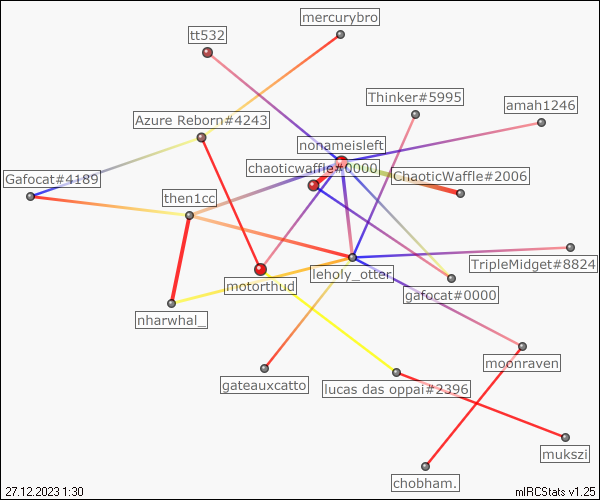 mercurybro
tt532
Thinker#5995
amah1246
Azure Reborn#4243
nonameisleft
chaoticwaffle#0000
ChaoticWaffle#2006
Gafocat#4189
then1cc
TripleMidget#8824
leholy_otter
motorthud
gafocat#0000
nharwhal_
moonraven
gateauxcatto
lucas das oppai#2396
mukszi
chobham.
27.12.2023 1:30
mIRCStats v1.25